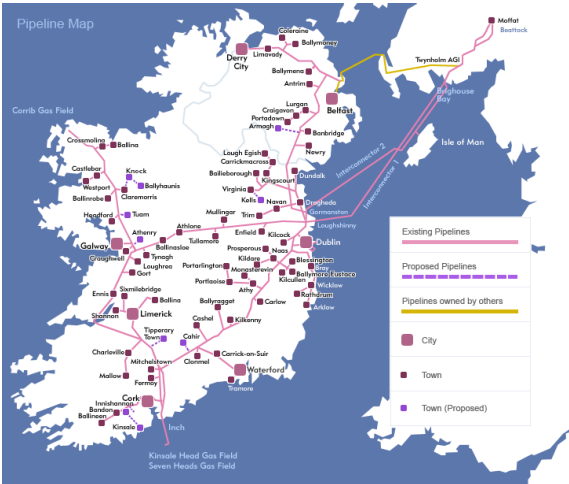 Pipeline Map
Moffat
Beattock
Coleraine
Ballymoney
Limavady
Derry
City
Twynholm AGI
Ballymena
Antrim
Brighouse
Bay
Belfast
Lurgan
Craigavon
Portadown
Armagh
Banbridge
Newry
Corrib Gas Field
Crossmolina
Ballina
Isle of Man
Interconnector 2
Interconnector 1
Lough Egish
Carrickmacross
Castlebar
Knock
Bailieborough
Kingscourt
Dundalk
Westport
Ballyhaunis
Ballinrobe
Claremorris
Virginia
Kells
Navan
Drogheda
Headford
Tuam
Mullingar
Trim
Gormanston
Loughshinny
Athlone
Athenry
Enfield
Kilcock
Galway
Ballinasloe
Tullamore
Dublin
Craughwell
Tynagh
Prosperous
Naas
Loughrea
Portarlington
Kildare
Blessington
Bray
Gort
Monasterevin
Ballymore Eustace
Kilcullen
Portlaoise
Wicklow
Athy
Ennis
Sixmilebridge
Rathdrum
Ballina
Ballyragget
Carlow
Arklow
Shannon
Limerick
Cashel
Kilkenny
Tipperary
Town
Cahir
Charleville
Carrick-on-Suir
Mitchelstown
Clonmel
Waterford
Mallow
Fermoy
Tramore
Cork
Innishannon
Bandon
Ballineen
Kinsale
Inch
Kinsale Head Gas Field
Seven Heads Gas Field
Existing Pipelines
Proposed Pipelines
Pipelines owned by others
City
Town
Town (Proposed)